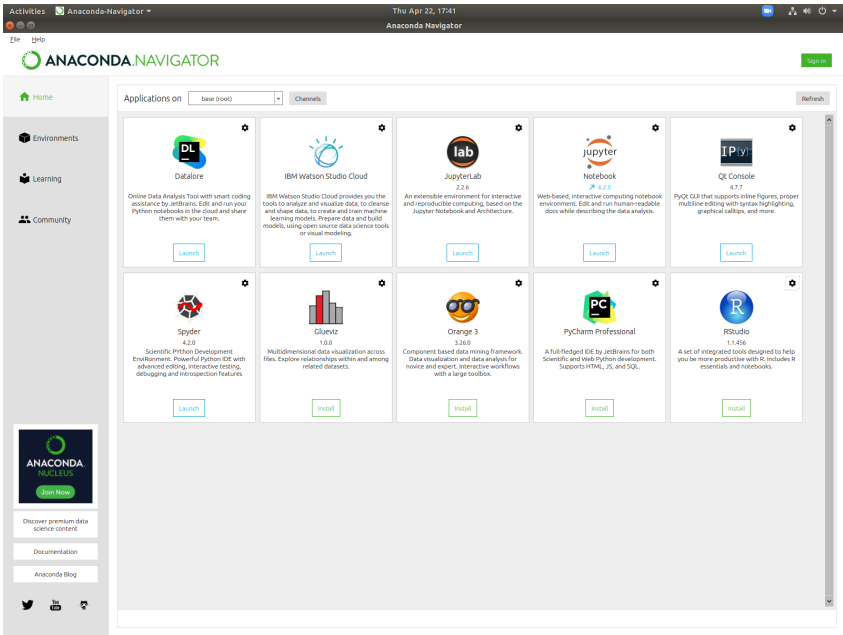 Activities Anaconda-Navigator Thu Apr 22, 17:41
Anaconda Navigator
File Help
ANACONDA.NAVIGATOR
Sign in
Home
Environments
Learning
Community
Applications on base (root) Channels Refresh
DL
Datalore
Online Data Analysis Tool with smart coding
assistance by JetBrains. Edit and run your
Python notebooks in the cloud and share
them with your team.
Launch
IBM Watson Studio Cloud
IBM Watson Studio Cloud provides you the
tools to analyze and visualize data, to cleanse
and shape data, to create and train machine
learning models. Prepare data and build
models, using open source data science tools
or visual modeling.
Launch
lab
JupyterLab
2.2.6
An extensible environment for interactive
and reproducible computing, based on the
Jupyter Notebook and Architecture.
Launch
jupyter
Notebook
6.2.0
Web-based, interactive computing notebook
environment. Edit and run human-readable
docs while describing the data analysis.
Launch
IP[y]:
Qt Console
4.7.7
PyQt GUI that supports inline figures, proper
multiline editing with syntax highlighting,
graphical calltips, and more.
Launch
Spyder
4.2.0
Scientific PYthon Development
EnviRonment. Powerful Python IDE with
advanced editing, interactive testing,
debugging and introspection features
Launch
Glueviz
1.0.0
Multidimensional data visualization across
files. Explore relationships within and among
related datasets.
Install
Orange 3
3.26.0
Component based data mining framework.
Data visualization and data analysis for
novice and expert. Interactive workflows
with a large toolbox.
Install
PC
PyCharm Professional
A full-fledged IDE by JetBrains for both
Scientific and Web Python development.
Supports HTML, JS, and SQL.
Install
R
RStudio
1.1.456
A set of integrated tools designed to help
you be more productive with R. Includes R
essentials and notebooks.
Install
ANACONDA.
NUCLEUS
Join Now
Discover premium data
science content
Documentation
Anaconda Blog
You
Tube